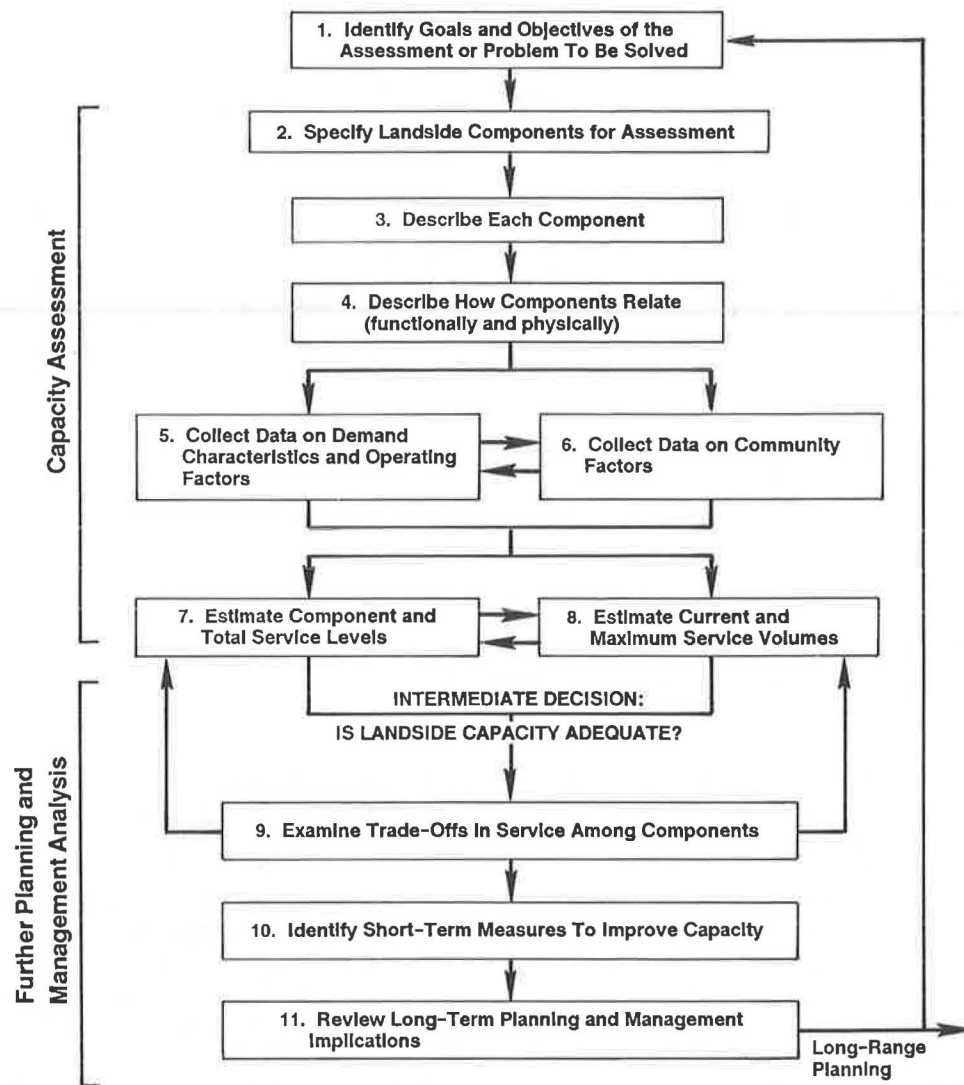 1. Identify Goals and Objectives of the
Assessment or Problem To Be Solved
2. Specify Landside Components for Assessment
3. Describe Each Component
4. Describe How Components Relate
(functionally and physically)
Capacity Assessment
5. Collect Data on Demand
Characteristics and Operating
Factors
6. Collect Data on Community
Factors
7. Estimate Component and
Total Service Levels
8. Estimate Current and
Maximum Service Volumes
INTERMEDIATE DECISION:
IS LANDSIDE CAPACITY ADEQUATE?
Further Planning and
Management Analysis
9. Examine Trade-Offs In Service Among Components
10. Identify Short-Term Measures To Improve Capacity
11. Review Long-Term Planning and Management
Implications
Long-Range
Planning